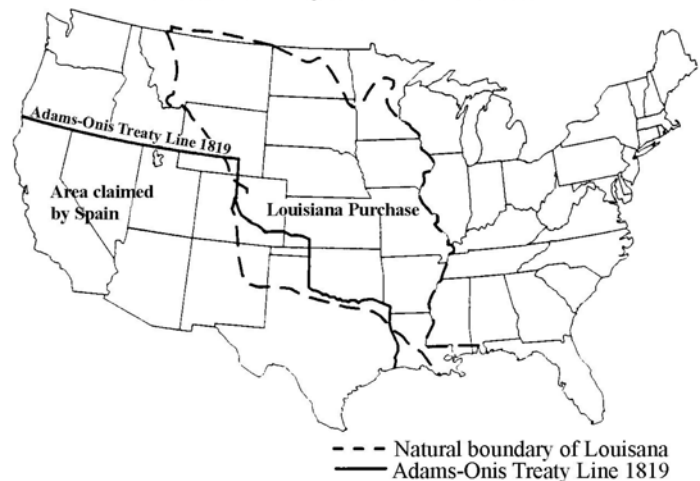 Adams-Onis Treaty Line 1819
Area claimed
by Spain
Louisiana Purchase
Natural boundary of Louisana
Adams-Onis Treaty Line 1819